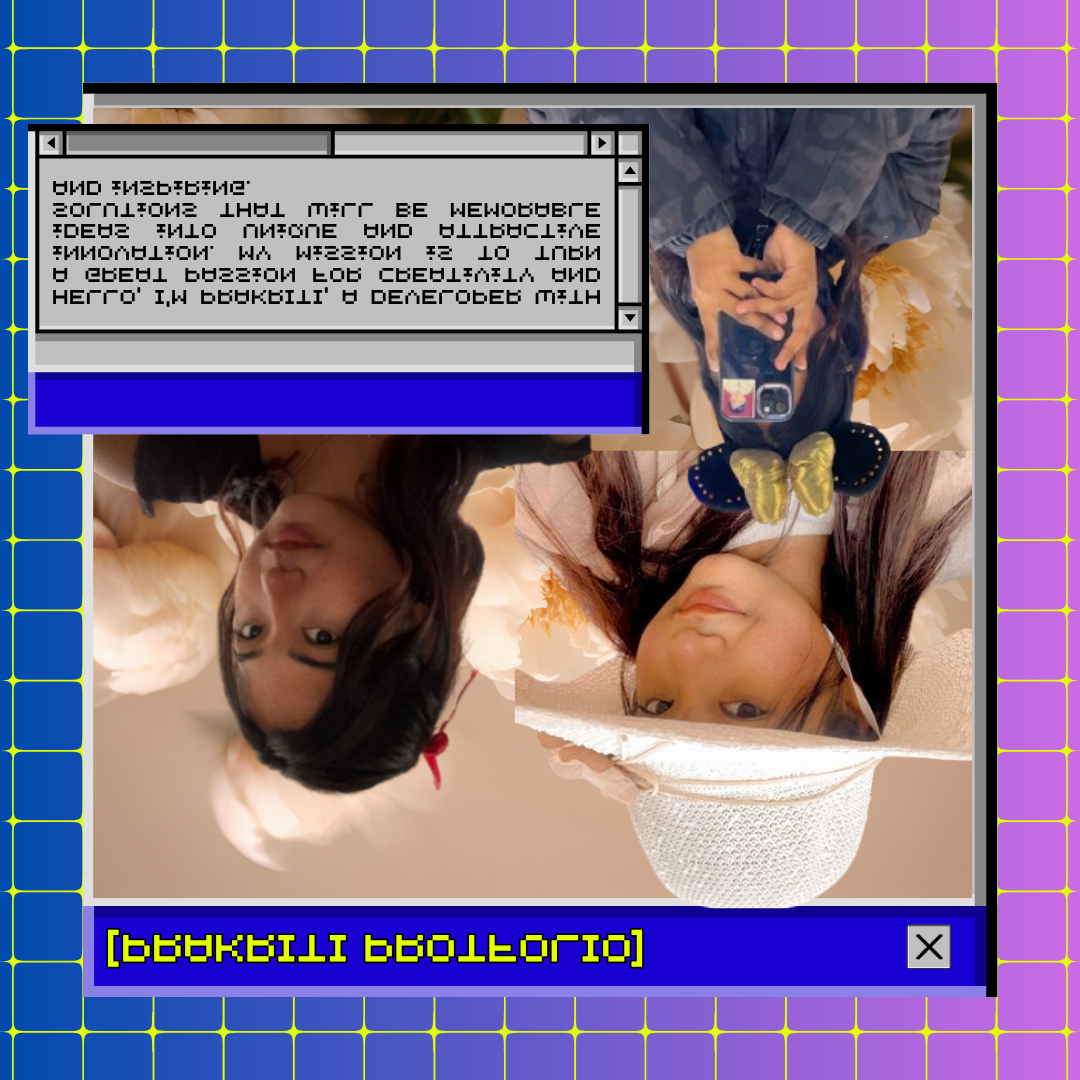 [PRAKRITI PROTFOLIO]
HELLO, I'M PRAKRITI, A DEVELOPER WITH
A GREAT PASSION FOR CREATIVITY AND
INNOVATION. MY MISSION IS TO TURN
IDEAS INTO UNIQUE AND ATTRACTIVE
SOLUTIONS THAT WILL BE MEMORABLE
AND INSPIRING.